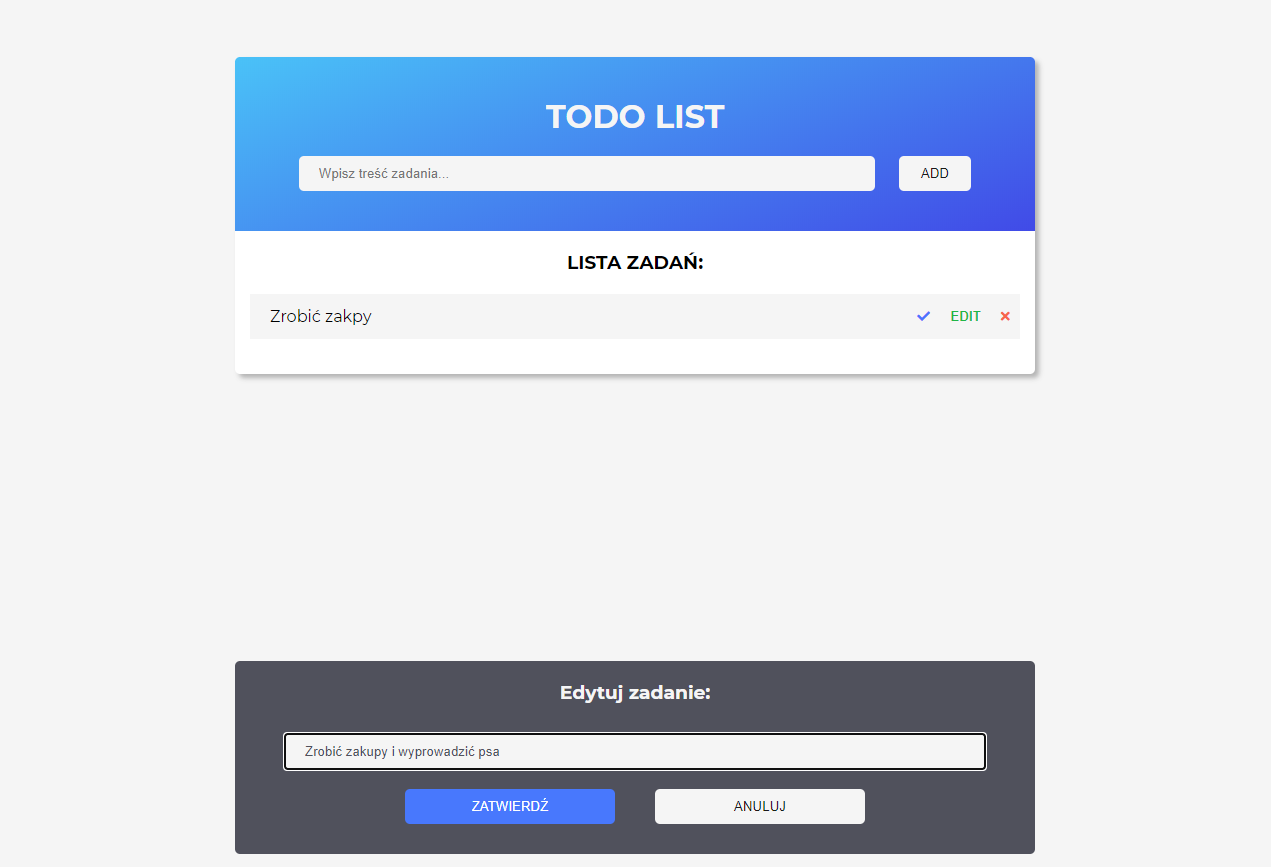 TODO LIST
Wpisz treść zadania...
ADD
LISTA ZADAŃ:
Zrobić zakpy
EDIT
Edytuj zadanie:
Zrobić zakupy i wyprowadzić psa
ZATWIERDŹ
ANULUJ